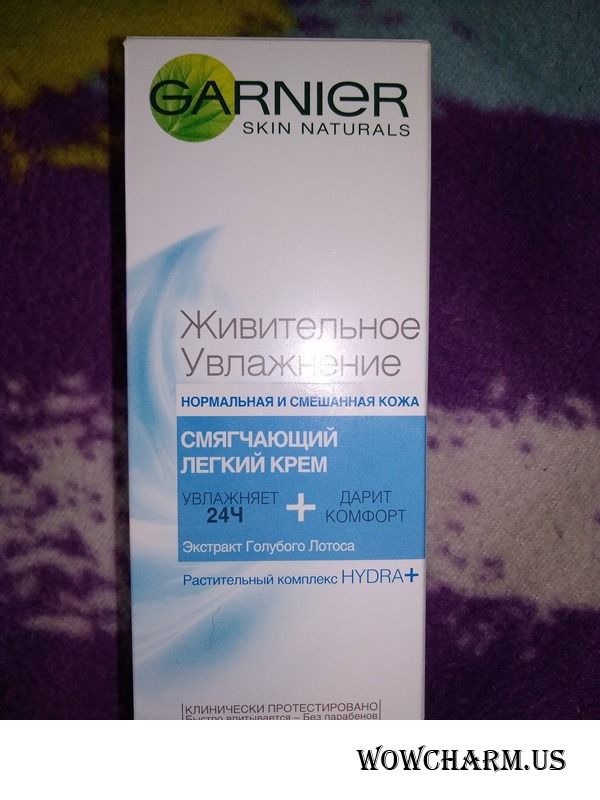 GARNIER
SKIN NATURALS
Живительное
Увлажнение
НОРМАЛЬНАЯ И СМЕШАННАЯ КОЖА
СМЯГЧАЮЩИЙ
ЛЕГКИЙ КРЕМ
УВЛАЖНЯЕТ
24Ч
+
ДАРИТ
КОМФОРТ
Экстракт Голубого Лотоса
Растительный комплекс HYDRA+
КЛИНИЧЕСКИ ПРОТЕСТИРОВАНО
Быстро впитывается – Без парабенов
WOWCHARM.US